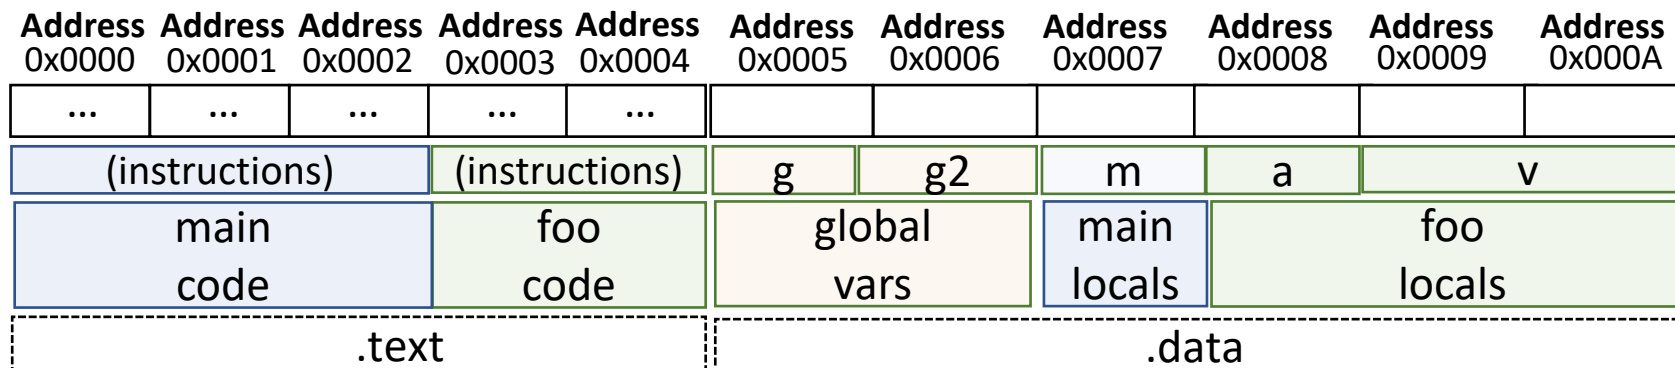 Address Address Address Address Address Address Address Address Address Address Address
0x0000 0x0001 0x0002 0x0003 0x0004 0x0005 0x0006 0x0007 0x0008 0x0009 0x000A
... ... ... ... ...
(instructions) (instructions) g g2 m a v
main foo global main foo
code code vars locals locals
.text .data